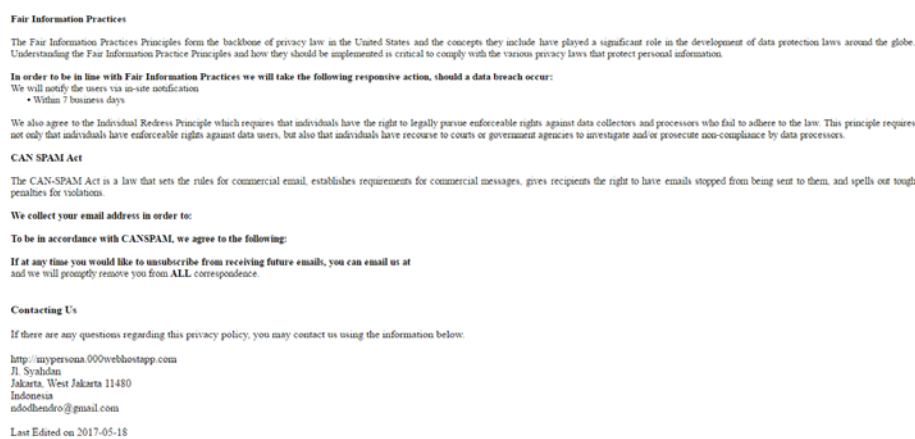 Fair Information Practices
The Fair Information Practices Principles form the backbone of privacy law in the United States and the concepts they include have played a significant role in the development of data protection laws around the globe.
Understanding the Fair Information Practice Principles and how they should be implemented is critical to comply with the various privacy laws that protect personal information.
In order to be in line with Fair Information Practices we will take the following responsive action, should a data breach occur:
We will notify the users via in-site notification
• Within 7 business days
We also agree to the Individual Redress Principle which requires that individuals have the right to legally pursue enforceable rights against data collectors and processors who fail to adhere to the law. This principle requires
not only that individuals have enforceable rights against data users, but also that individuals have recourse to courts or government agencies to investigate and/or prosecute non-compliance by data processors.
CAN SPAM Act
The CAN-SPAM Act is a law that sets the rules for commercial email, establishes requirements for commercial messages, gives recipients the right to have emails stopped from being sent to them, and spells out tough
penalties for violations.
We collect your email address in order to:
To be in accordance with CANSPAM, we agree to the following:
If at any time you would like to unsubscribe from receiving future emails, you can email us at
and we will promptly remove you from ALL correspondence.
Contacting Us
If there are any questions regarding this privacy policy, you may contact us using the information below.
http://mypersona.000webhostapp.com
Jl. Syahdan
Jakarta, West Jakarta 11480
Indonesia
ndodhendro@gmail.com
Last Edited on 2017-05-18